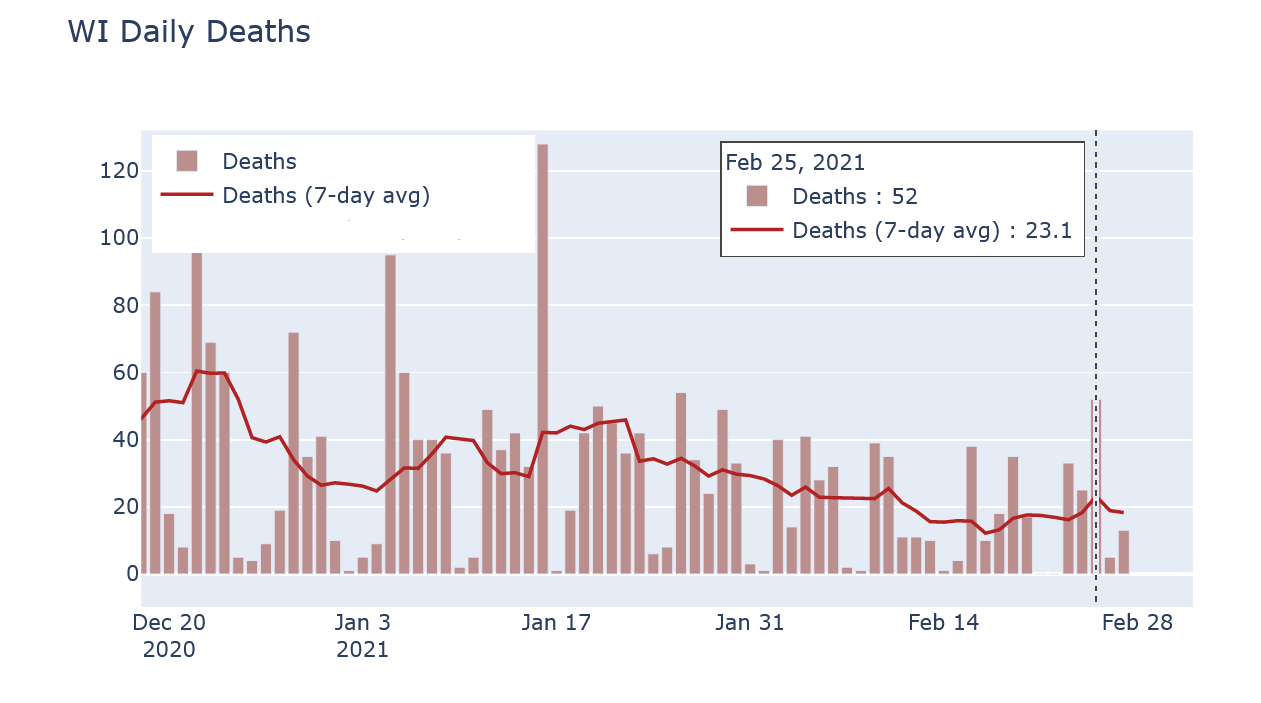 WI Daily Deaths
Deaths
Deaths (7-day avg)
Feb 25, 2021
Deaths : 52
Deaths (7-day avg) : 23.1
120
100
80
60
40
20
0
Dec 20
2020
Jan 3
2021
Jan 17
Jan 31
Feb 14
Feb 28